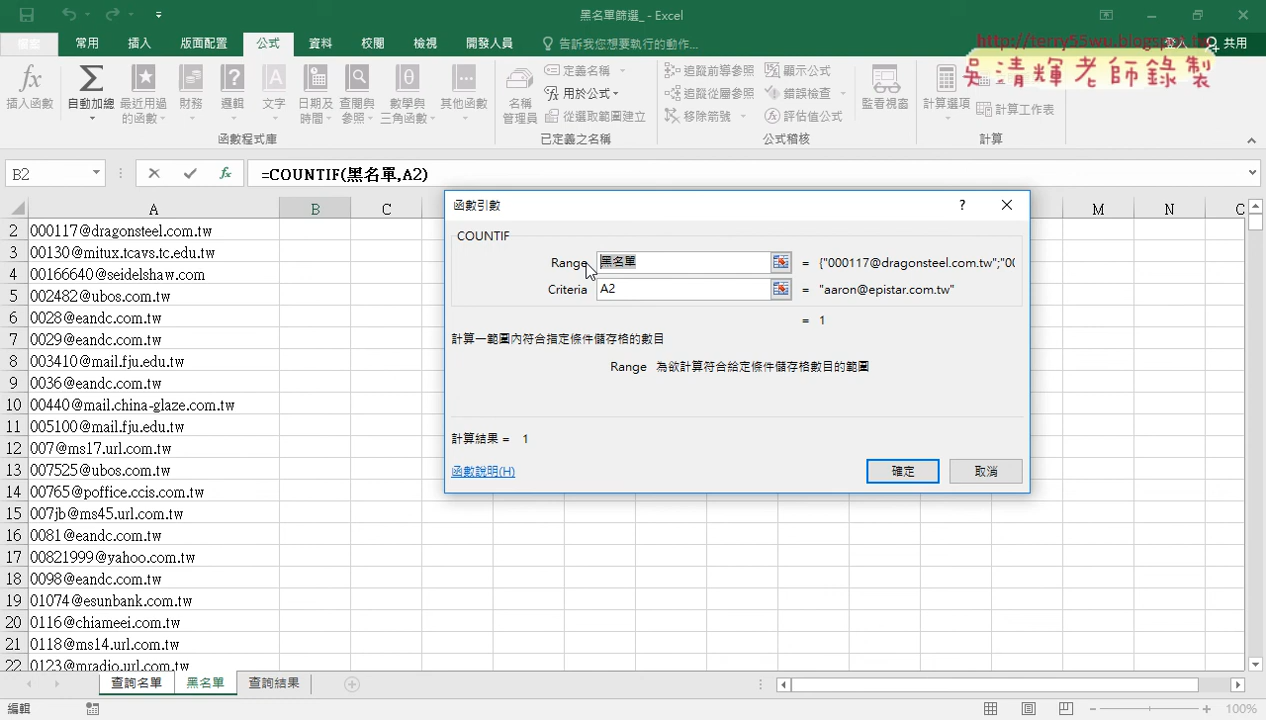 黑名單篩選_ - Excel
http://terry55wu.blogspot.tw
吳清輝老師錄製
檔案 常用 插入 版面配置 公式 資料 校閱 檢視 開發人員 告訴我您想要執行的動作... 登入 共用
插入函數 自動加總 最近用過的函數 財務 邏輯 文字 日期及時間 查閱與參照 數學與三角函數 其他函數
函數程式庫
名稱管理員 定義名稱 用於公式 從選取範圍建立
已定義之名稱
追蹤前導參照 追蹤從屬參照 移除箭號 顯示公式 錯誤檢查 評估值公式 監看視窗
公式稽核
計算選項 計算工作表
計算
B2 fx =COUNTIF(黑名單,A2)
A B C M N O
2 000117@dragonsteel.com.tw
3 00130@mitux.tcavs.tc.edu.tw
4 00166640@seidelshaw.com
5 002483@ubos.com.tw
6 0028@eandc.com.tw
7 0029@eandc.com.tw
8 003410@mail.fju.edu.tw
9 0036@eandc.com.tw
10 00440@mail.china-glaze.com.tw
11 005100@mail.fju.edu.tw
12 007@ms17.url.com.tw
13 007525@ubos.com.tw
14 00765@poffice.ccis.com.tw
15 007jb@ms45.url.com.tw
16 0081@eandc.com.tw
17 00821999@yahoo.com.tw
18 0098@eandc.com.tw
19 01074@esunbank.com.tw
20 0116@chiameei.com.tw
21 0118@ms14.url.com.tw
22 0123@mradio.url.com.tw
函數引數 ?
COUNTIF
Range 黑名單 = {"000117@dragonsteel.com.tw";"00
Criteria A2 = "aaron@epistar.com.tw"
= 1
計算一範圍內符合指定條件儲存格的數目
Range 為欲計算符合給定條件儲存格數目的範圍
計算結果 = 1
函數說明(H)
確定 取消
查詢名單 黑名單 查詢結果
編輯 100%